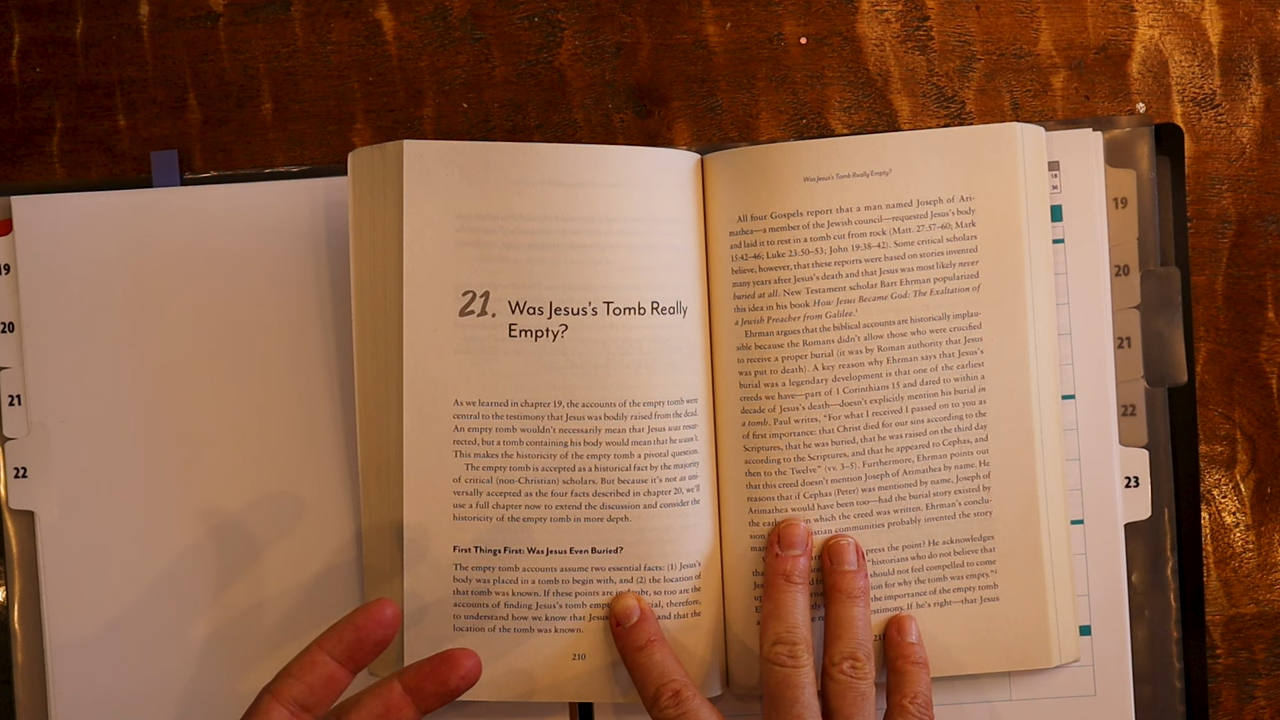 21. Was Jesus's Tomb Really
Empty?
As we learned in chapter 19, the accounts of the empty tomb were
central to the testimony that Jesus was bodily raised from the dead.
An empty tomb wouldn't necessarily mean that Jesus was resur-
rected, but a tomb containing his body would mean that he wasn't.
This makes the historicity of the empty tomb a pivotal question.
The empty tomb is accepted as a historical fact by the majority
of critical (non-Christian) scholars. But because it's not as uni-
versally accepted as the four facts described in chapter 20, we'll
use a full chapter now to extend the discussion and consider the
historicity of the empty tomb in more depth.
First Things First: Was Jesus Even Buried?
The empty tomb accounts assume two essential facts: (1) Jesus's
body was placed in a tomb to begin with, and (2) the location of
that tomb was known. If these points are in doubt, so too are the
accounts of finding Jesus's tomb therefore,
to understand how we know that Jesus and that the
location of the tomb was known.
210
Was Jesus's Tomb Really Empty?
All four Gospels report that a man named Joseph of Ari-
mathea—a member of the Jewish council—requested Jesus's body
and laid it to rest in a tomb cut from rock (Matt. 27:57–60; Mark
15:42–46; Luke 23:50–53; John 19:38–42). Some critical scholars
believe, however, that these reports were based on stories invented
many years after Jesus's death and that Jesus was most likely never
buried at all. New Testament scholar Bart Ehrman popularized
this idea in his book How Jesus Became God: The Exaltation of
a Jewish Preacher from Galilee.1
Ehrman argues that the biblical accounts are historically implau-
sible because the Romans didn't allow those who were crucified
to receive a proper burial (it was by Roman authority that Jesus
was put to death). A key reason why Ehrman says that Jesus's
burial was a legendary development is that one of the earliest
creeds we have—part of 1 Corinthians 15 and dated to within a
decade of Jesus's death—doesn't explicitly mention his burial in
a tomb. Paul writes, "For what I received I passed on to you as
of first importance: that Christ died for our sins according to the
Scriptures, that he was buried, that he was raised on the third day
according to the Scriptures, and that he appeared to Cephas, and
then to the Twelve" (vv. 3–5). Furthermore, Ehrman points out
that this creed doesn't mention Joseph of Arimathea by name. He
reasons that if Cephas (Peter) was mentioned by name, Joseph of
Arimathea would have been too—had the burial story existed by
the in which the creed was written. Ehrman's conclu-
sion communities probably invented the story
press the point? He acknowledges
"historians who do not believe that
should not feel compelled to come
for why the tomb was empty."2
the importance of the empty tomb
If he's right—that Jesus
19
20
21
22
18
36
19
20
21
22
23